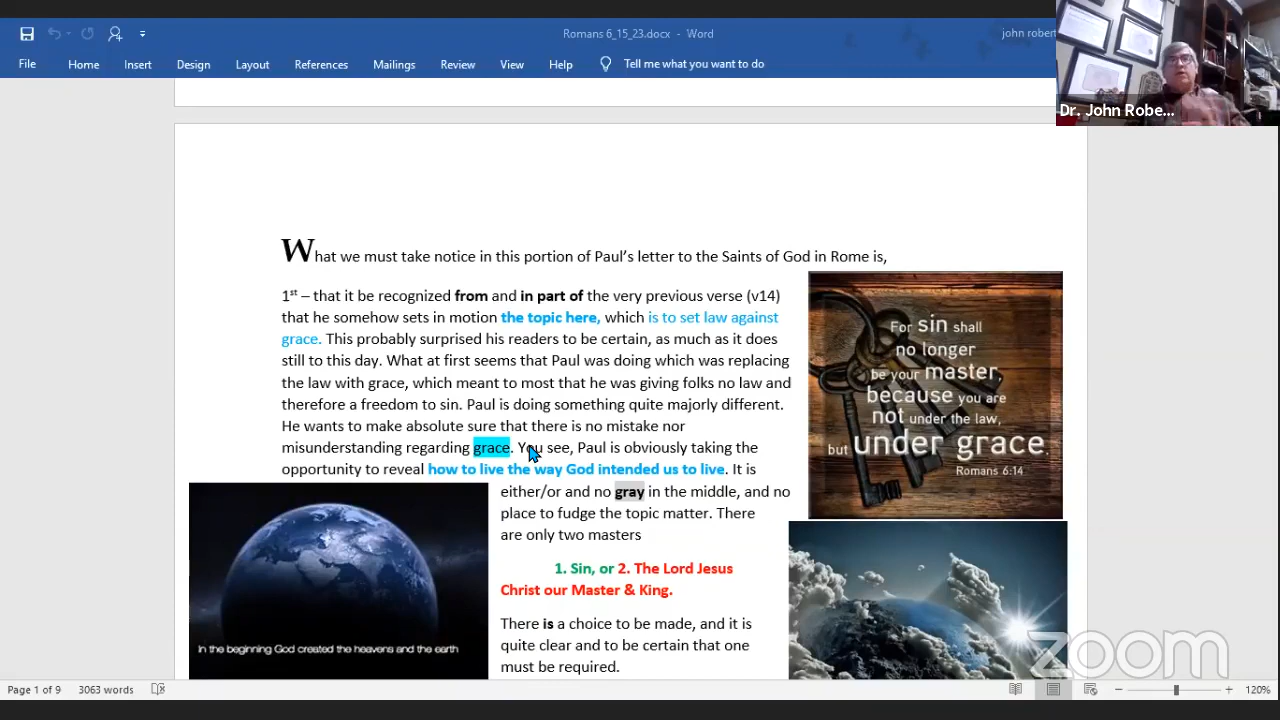 Romans 6_15_23.docx - Word
john robert
File Home Insert Design Layout References Mailings Review View Help Tell me what you want to do
Dr. John Robe...
What we must take notice in this portion of Paul's letter to the Saints of God in Rome is,
1st – that it be recognized from and in part of the very previous verse (v14)
that he somehow sets in motion the topic here, which is to set law against
grace. This probably surprised his readers to be certain, as much as it does
still to this day. What at first seems that Paul was doing which was replacing
the law with grace, which meant to most that he was giving folks no law and
therefore a freedom to sin. Paul is doing something quite majorly different.
He wants to make absolute sure that there is no mistake nor
misunderstanding regarding grace. You see, Paul is obviously taking the
opportunity to reveal how to live the way God intended us to live. It is
either/or and no gray in the middle, and no
place to fudge the topic matter. There
are only two masters
1. Sin, or 2. The Lord Jesus
Christ our Master & King.
There is a choice to be made, and it is
quite clear and to be certain that one
must be required.
For sin shall
no longer
be your master,
because you are
not under the law,
but under grace.
Romans 6:14
In the beginning God created the heavens and the earth
zoom
Page 1 of 9 3063 words
120%